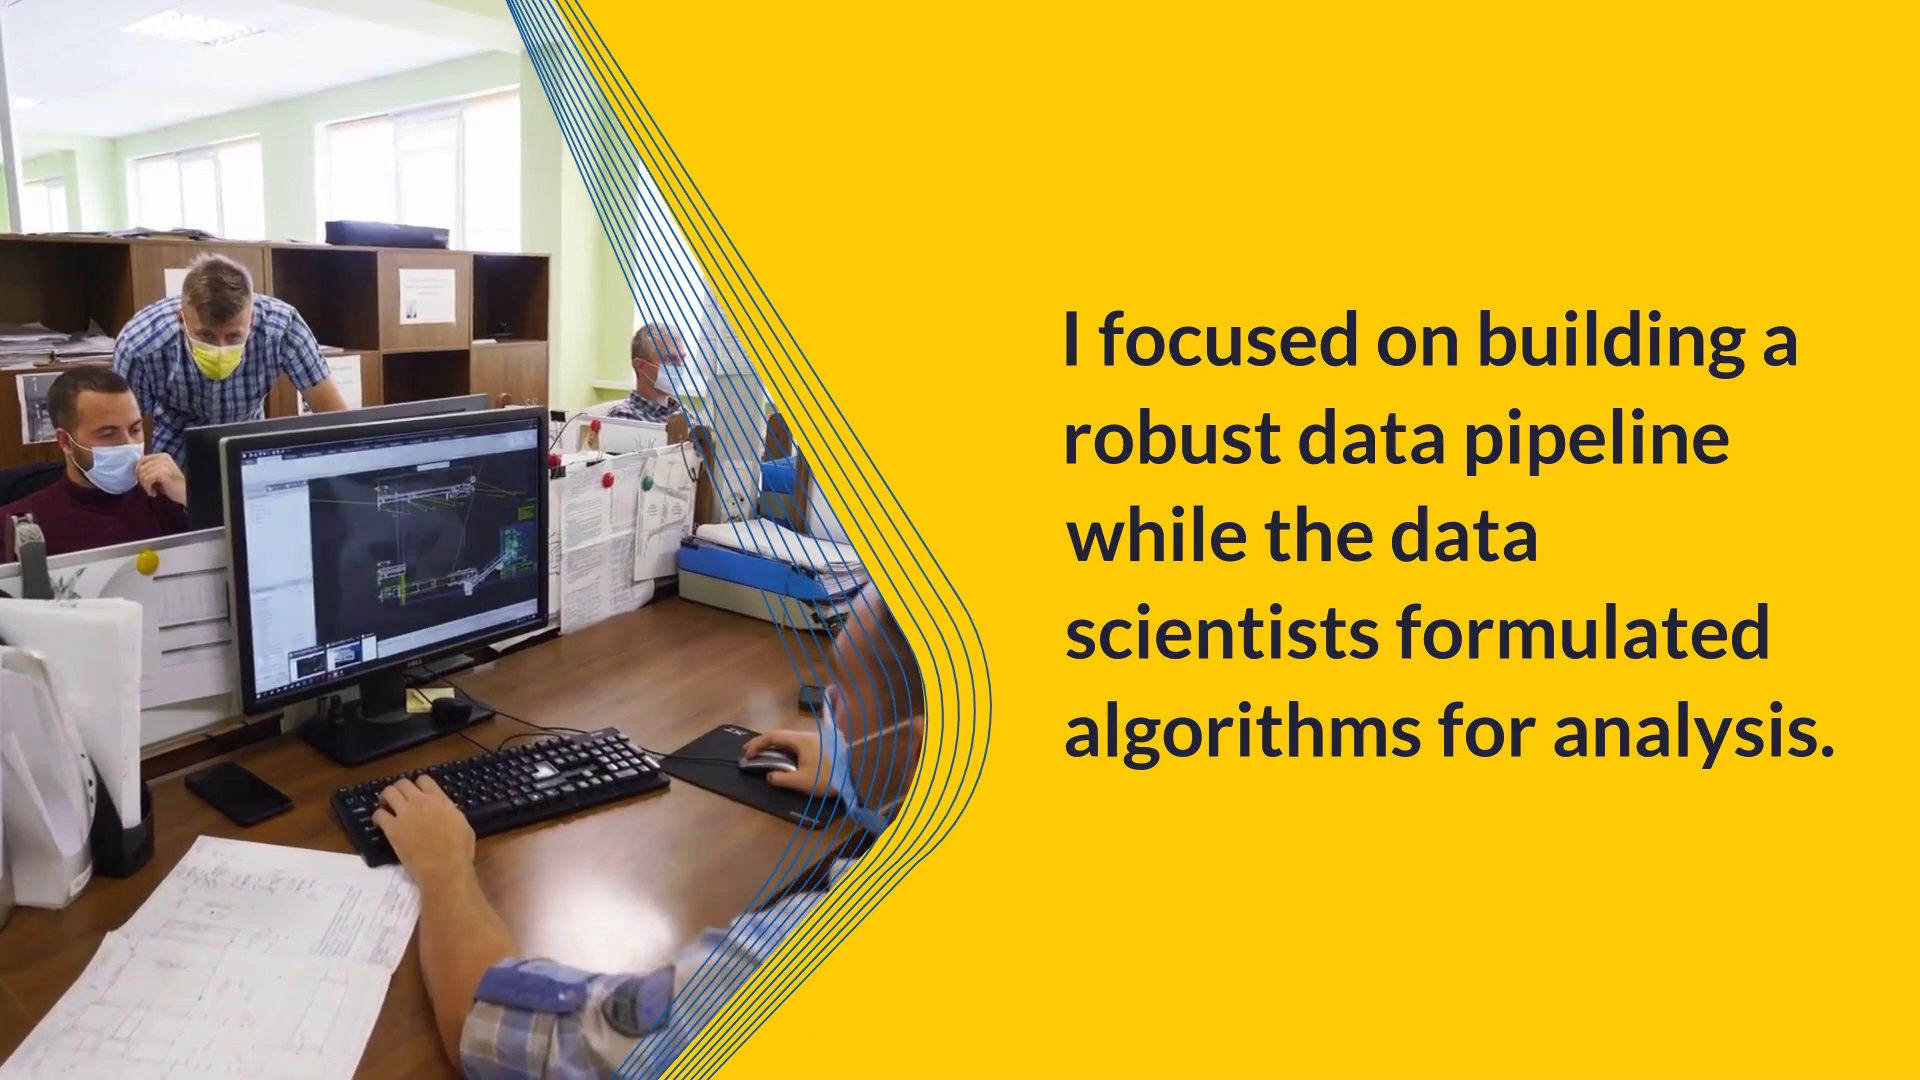 I focused on building a
robust data pipeline
while the data
scientists formulated
algorithms for analysis.